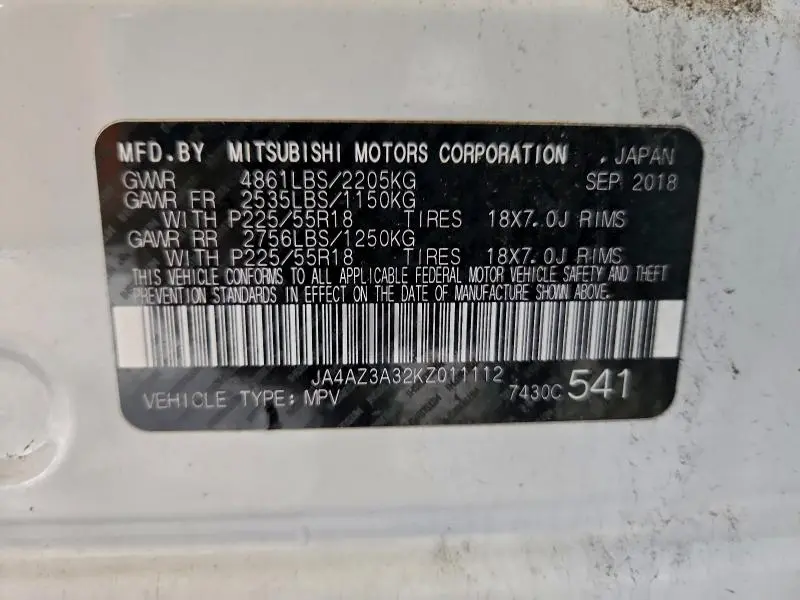 MFD.BY MITSUBISHI MOTORS CORPORATION , JAPAN
GVWR 4861LBS/2205KG SEP 2018
GAWR FR 2535LBS/1150KG
WITH P225/55R18 TIRES 18X7.0J RIMS
GAWR RR 2756LBS/1250KG
WITH P225/55R18 TIRES 18X7.0J RIMS
THIS VEHICLE CONFORMS TO ALL APPLICABLE FEDERAL MOTOR VEHICLE SAFETY AND THEFT
PREVENTION STANDARDS IN EFFECT ON THE DATE OF MANUFACTURE SHOWN ABOVE.
JA4AZ3A32KZ011112
VEHICLE TYPE: MPV 7430C 541